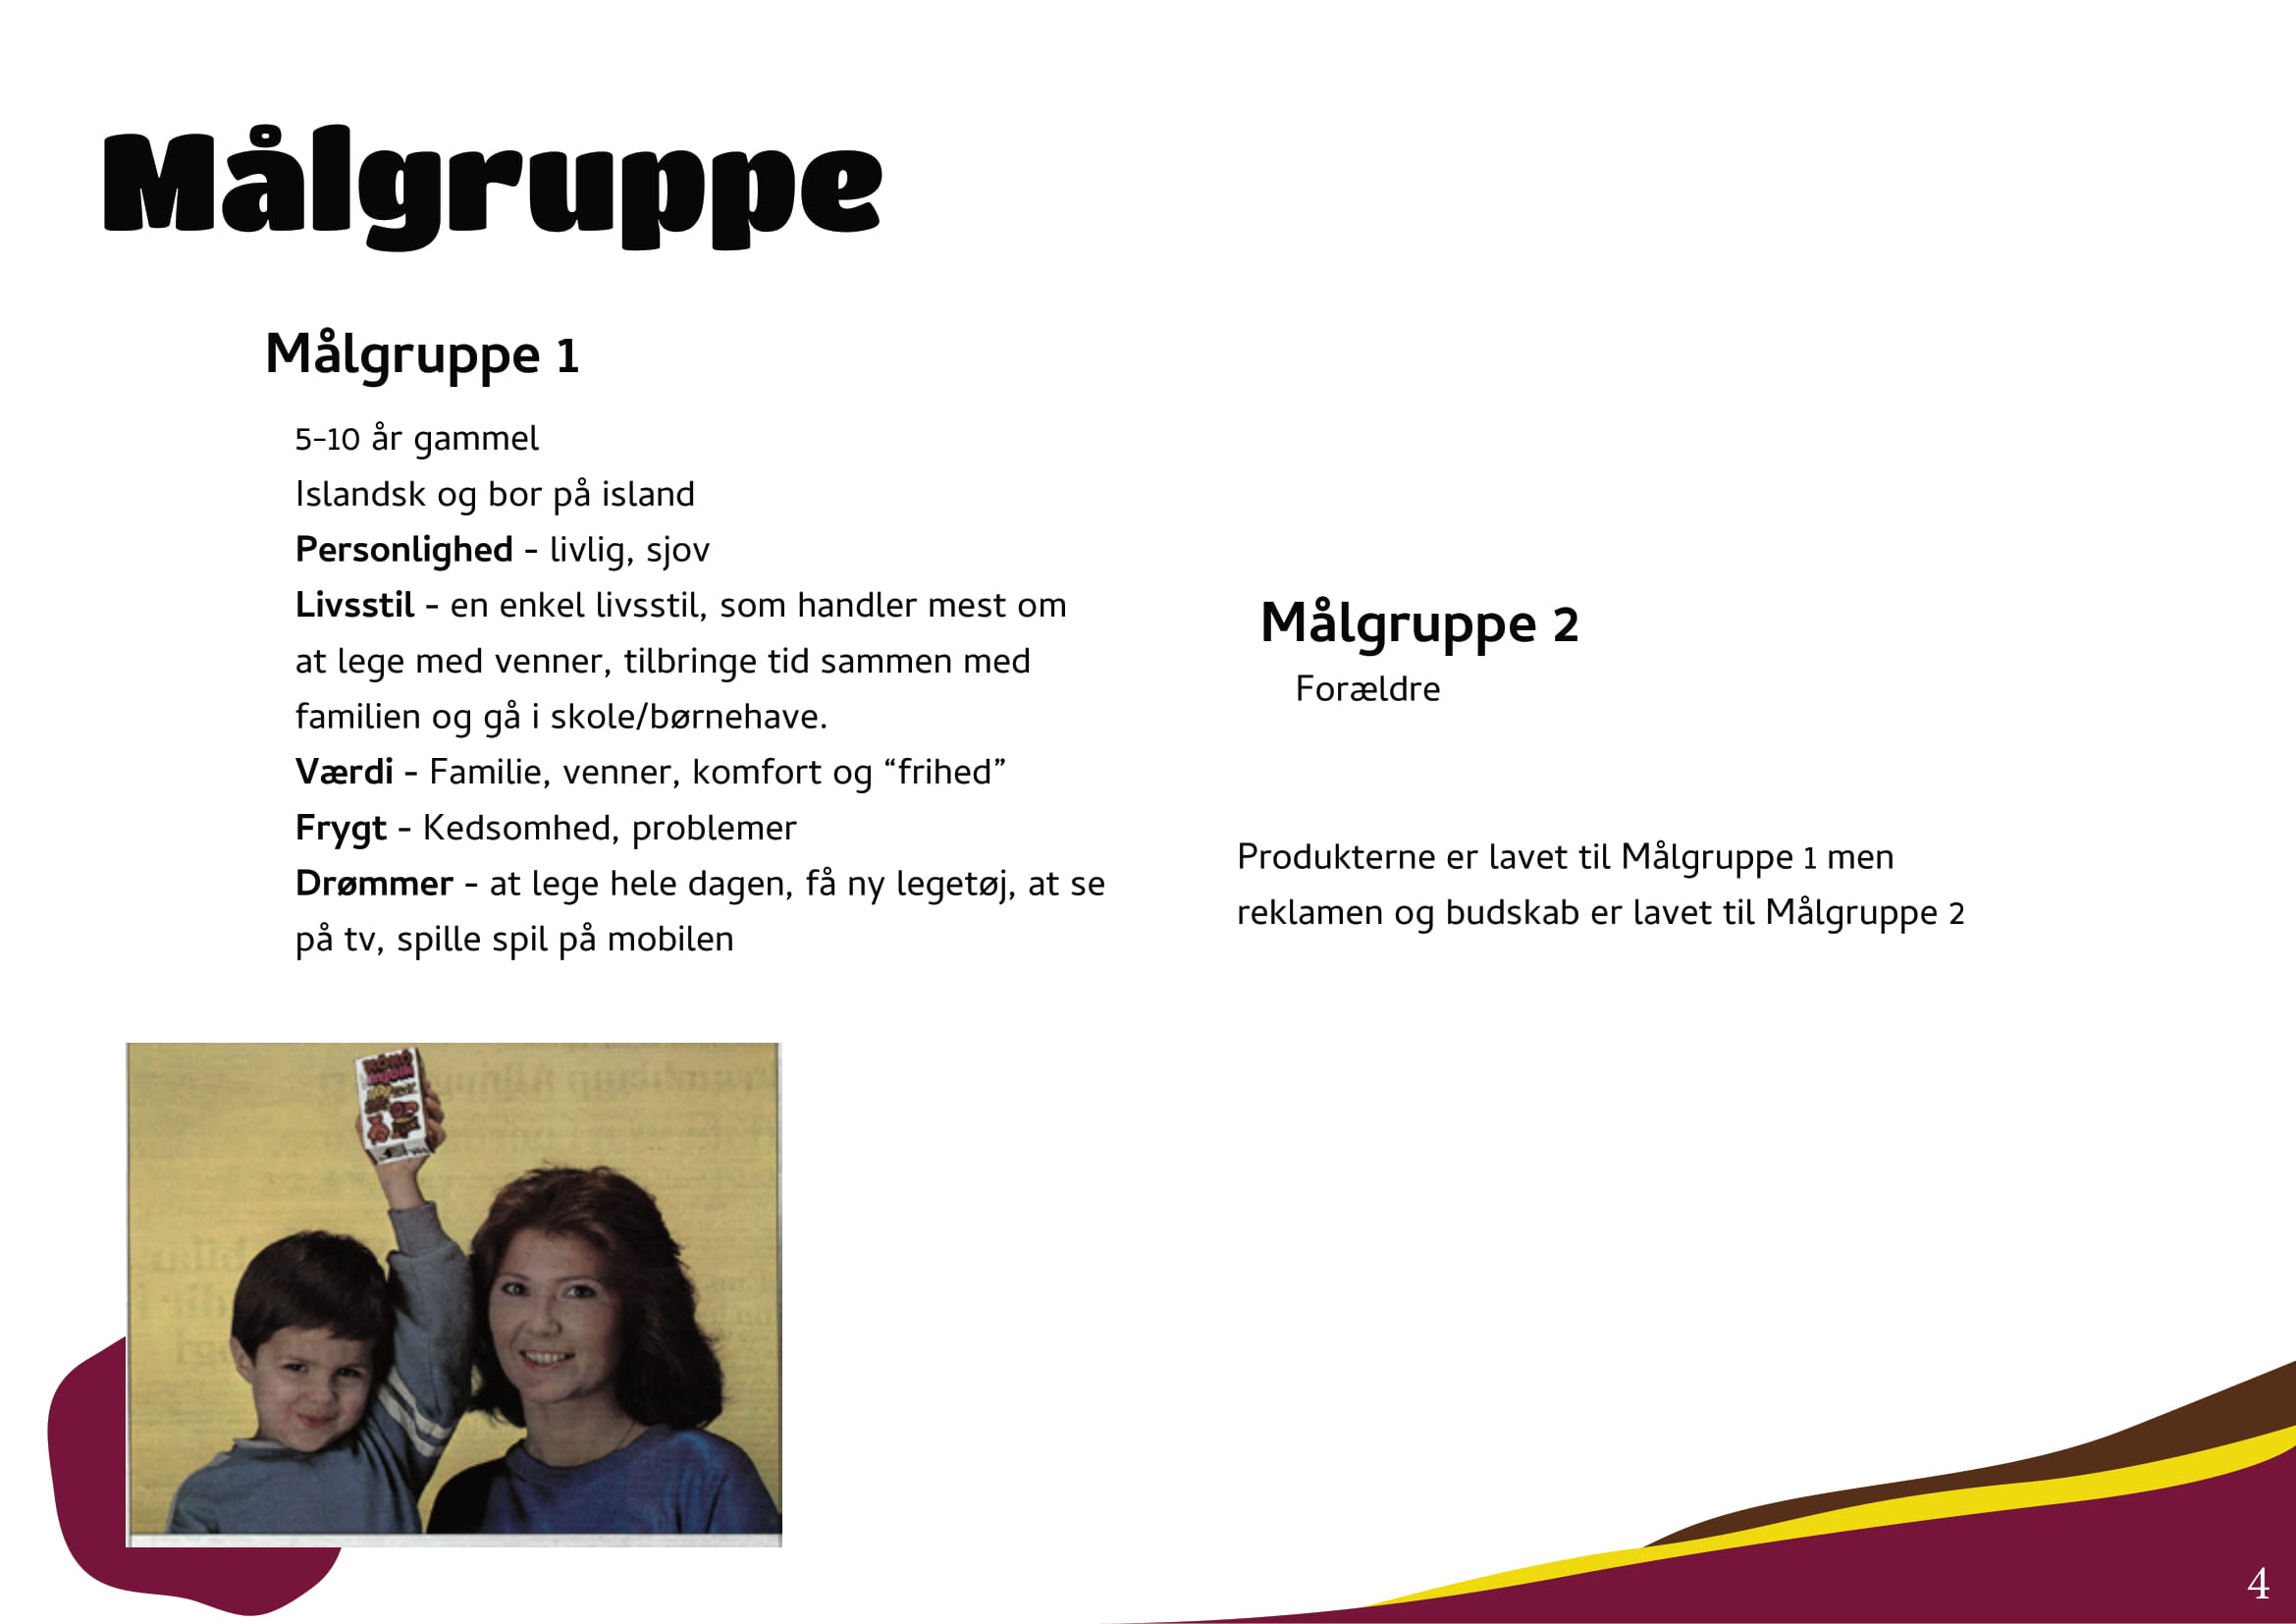 Målgruppe
Målgruppe 1
5-10 år gammel
Islandsk og bor på island
Personlighed - livlig, sjov
Livsstil - en enkel livsstil, som handler mest om
at lege med venner, tilbringe tid sammen med
familien og gå i skole/børnehave.
Værdi - Familie, venner, komfort og “frihed”
Frygt - Kedsomhed, problemer
Drømmer - at lege hele dagen, få ny legetøj, at se
på tv, spille spil på mobilen
Målgruppe 2
Forældre
Produkterne er lavet til Målgruppe 1 men
reklamen og budskab er lavet til Målgruppe 2
4